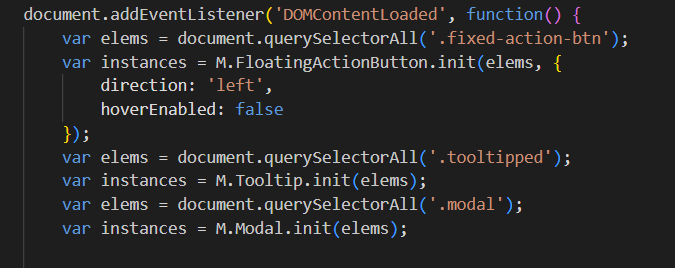 document.addEventListener('DOMContentLoaded', function() {
    var elems = document.querySelectorAll('.fixed-action-btn');
    var instances = M.FloatingActionButton.init(elems, {
        direction: 'left',
        hoverEnabled: false
    });
    var elems = document.querySelectorAll('.tooltipped');
    var instances = M.Tooltip.init(elems);
    var elems = document.querySelectorAll('.modal');
    var instances = M.Modal.init(elems);